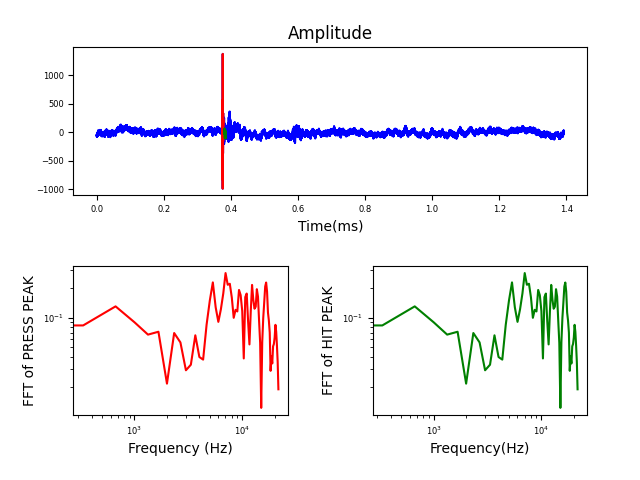 Amplitude
1000
500
0
−500
−1000
0.0 0.2 0.4 0.6 0.8 1.0 1.2 1.4
Time(ms)
FFT of PRESS PEAK
10⁻¹
10³ 10⁴
Frequency (Hz)
FFT of HIT PEAK
10⁻¹
10³ 10⁴
Frequency(Hz)